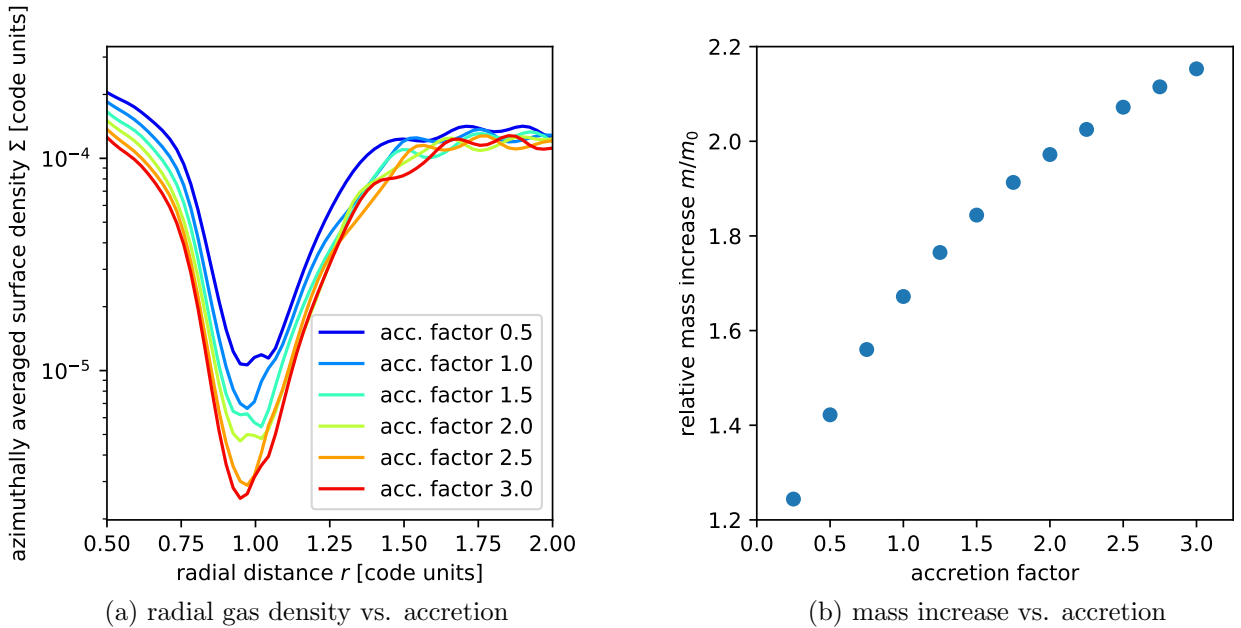 azimuthally averaged surface density Σ [code units]
10⁻⁴
10⁻⁵
acc. factor 0.5
acc. factor 1.0
acc. factor 1.5
acc. factor 2.0
acc. factor 2.5
acc. factor 3.0
0.50 0.75 1.00 1.25 1.50 1.75 2.00
radial distance r [code units]
(a) radial gas density vs. accretion
relative mass increase m/m₀
2.2
2.0
1.8
1.6
1.4
1.2
0.0 0.5 1.0 1.5 2.0 2.5 3.0
accretion factor
(b) mass increase vs. accretion